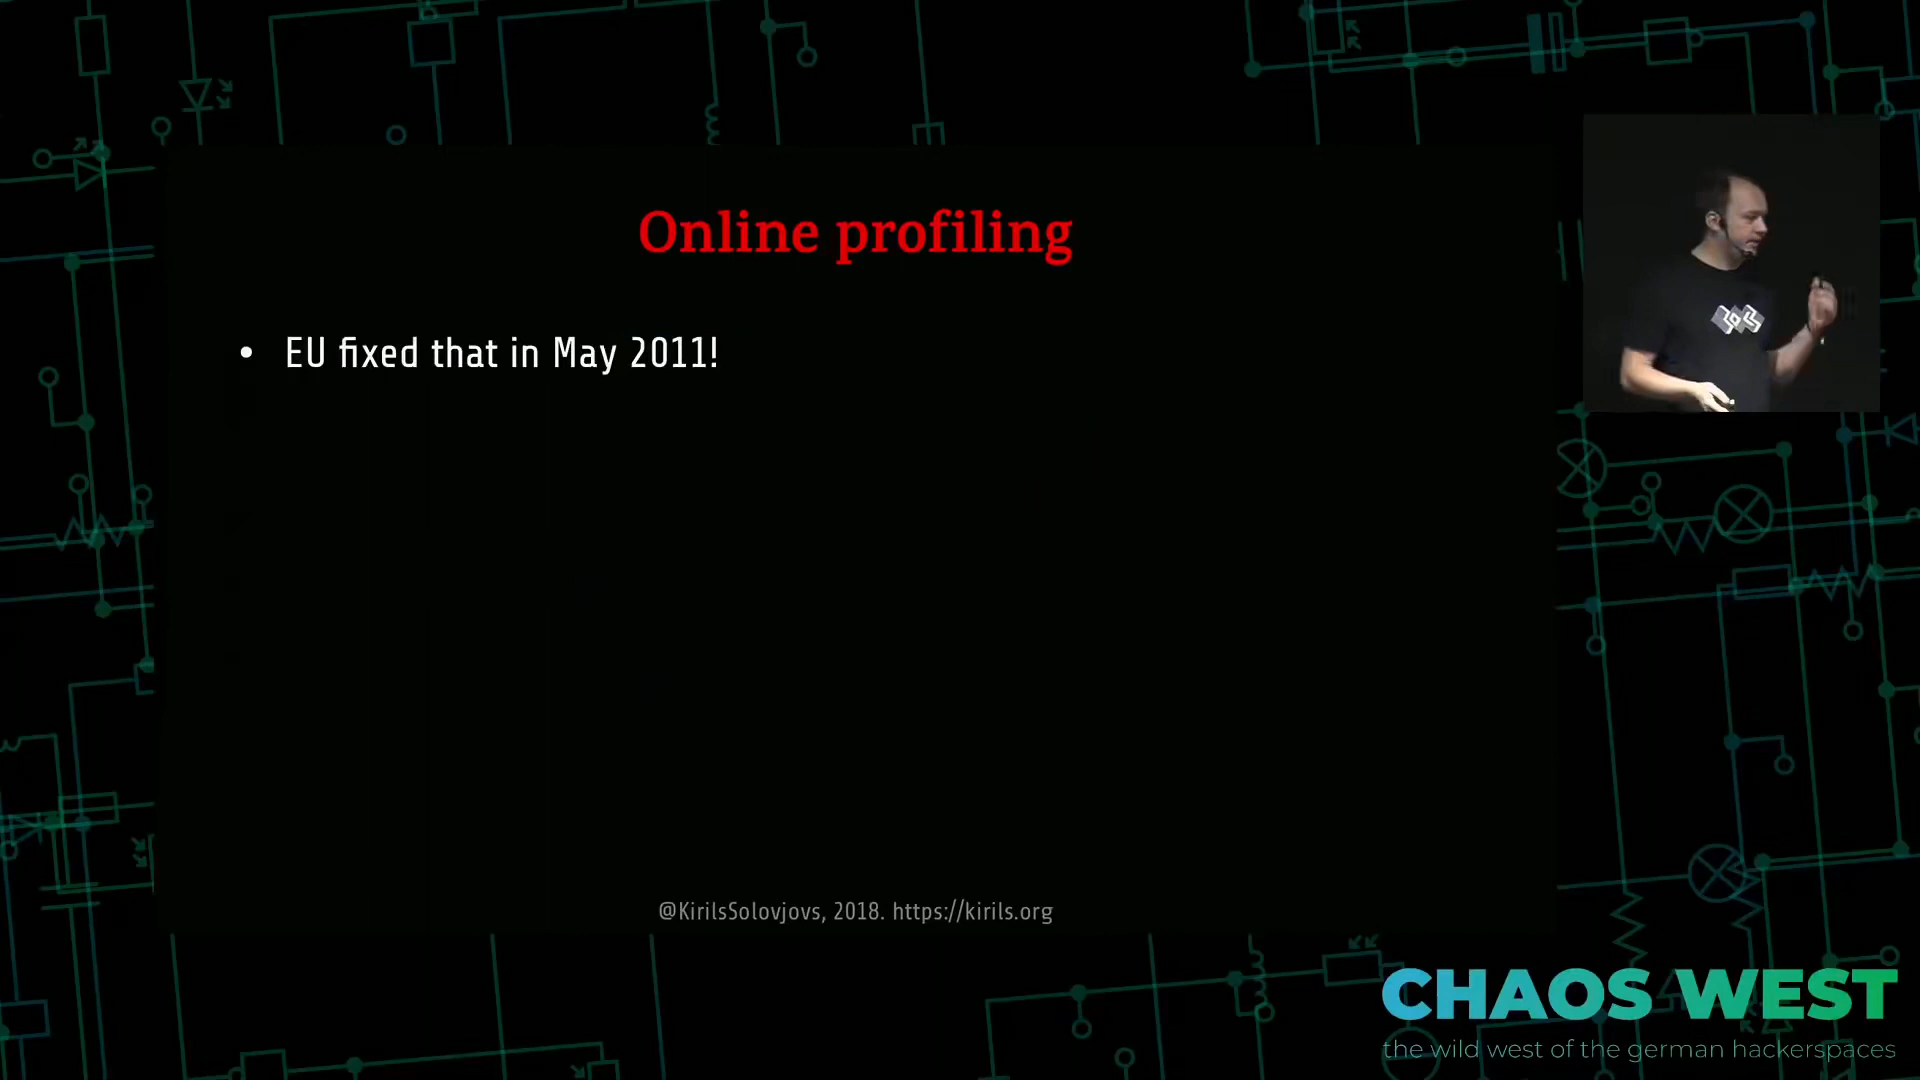 Online profiling
• EU fixed that in May 2011!
@KirilsSolovjovs, 2018. https://kirils.org
CHAOS WEST
the wild west of the german hackerspaces